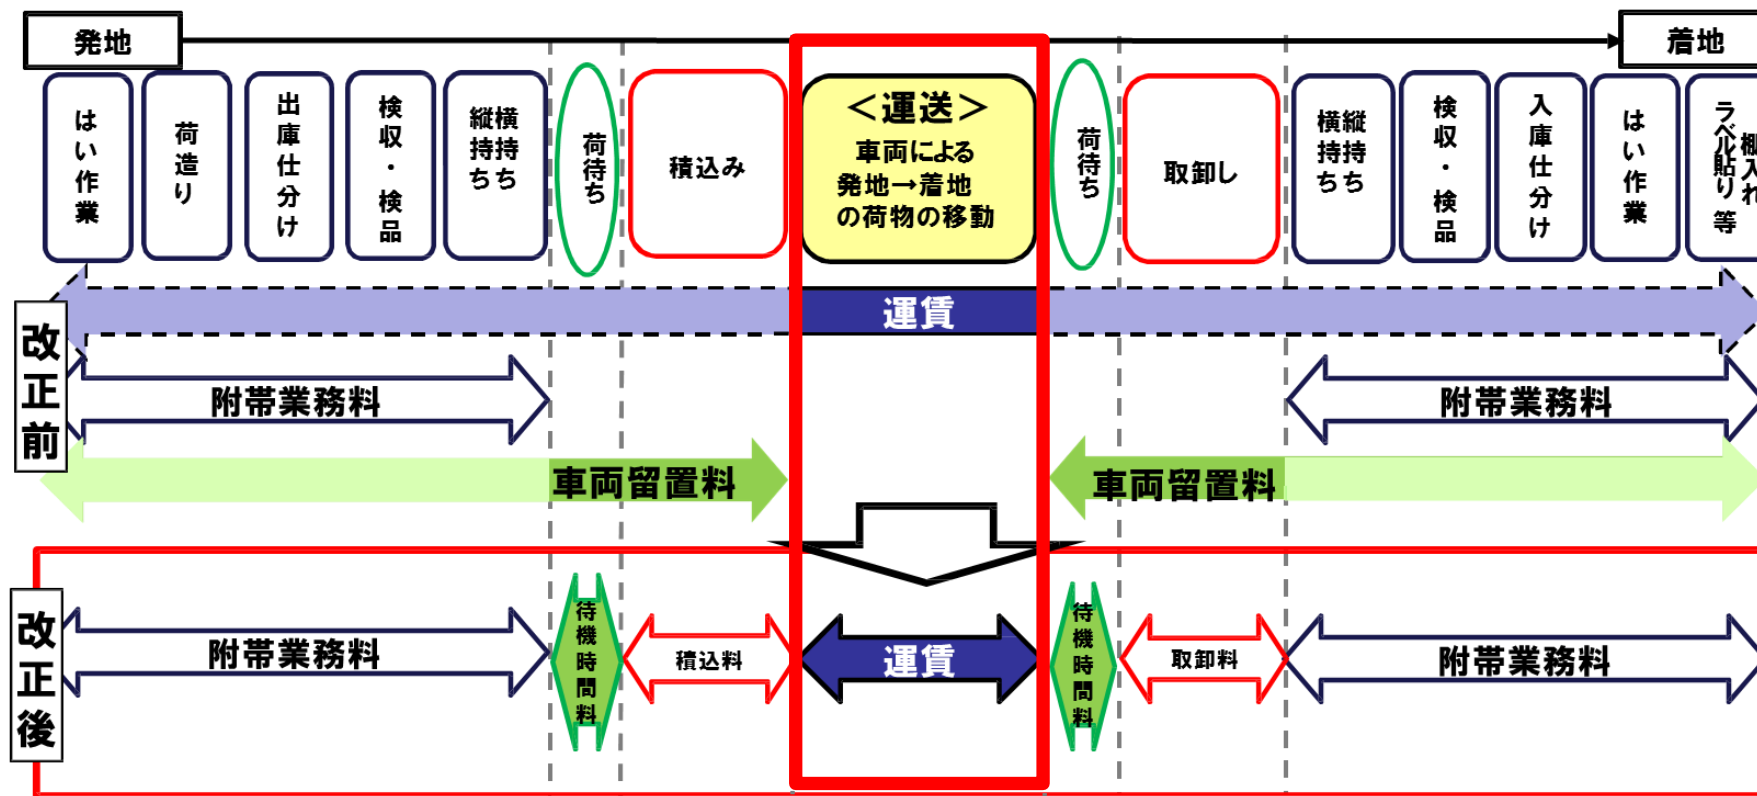 発地
着地
はい作業
荷造り
出庫仕分け
検収・検品
横持ち
縦持ち
荷待ち
積込み
＜運送＞
車両による
発地→着地
の荷物の移動
荷待ち
取卸し
縦持ち
横持ち
検収・検品
入庫仕分け
はい作業
棚入れ
ラベル貼り等
改正前
運賃
附帯業務料
附帯業務料
車両留置料
車両留置料
改正後
附帯業務料
待機時間料
積込料
運賃
待機時間料
取卸料
附帯業務料